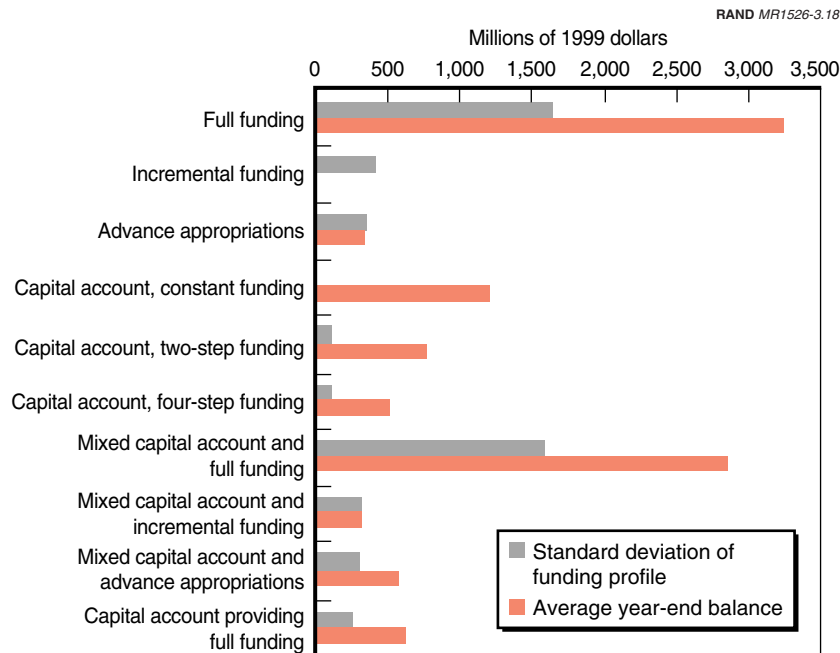 RAND MR1526-3.18
Millions of 1999 dollars
0 500 1,000 1,500 2,000 2,500 3,000 3,500
Full funding
Incremental funding
Advance appropriations
Capital account, constant funding
Capital account, two-step funding
Capital account, four-step funding
Mixed capital account and
full funding
Mixed capital account and
incremental funding
Mixed capital account and
advance appropriations
Capital account providing
full funding
Standard deviation of
funding profile
Average year-end balance